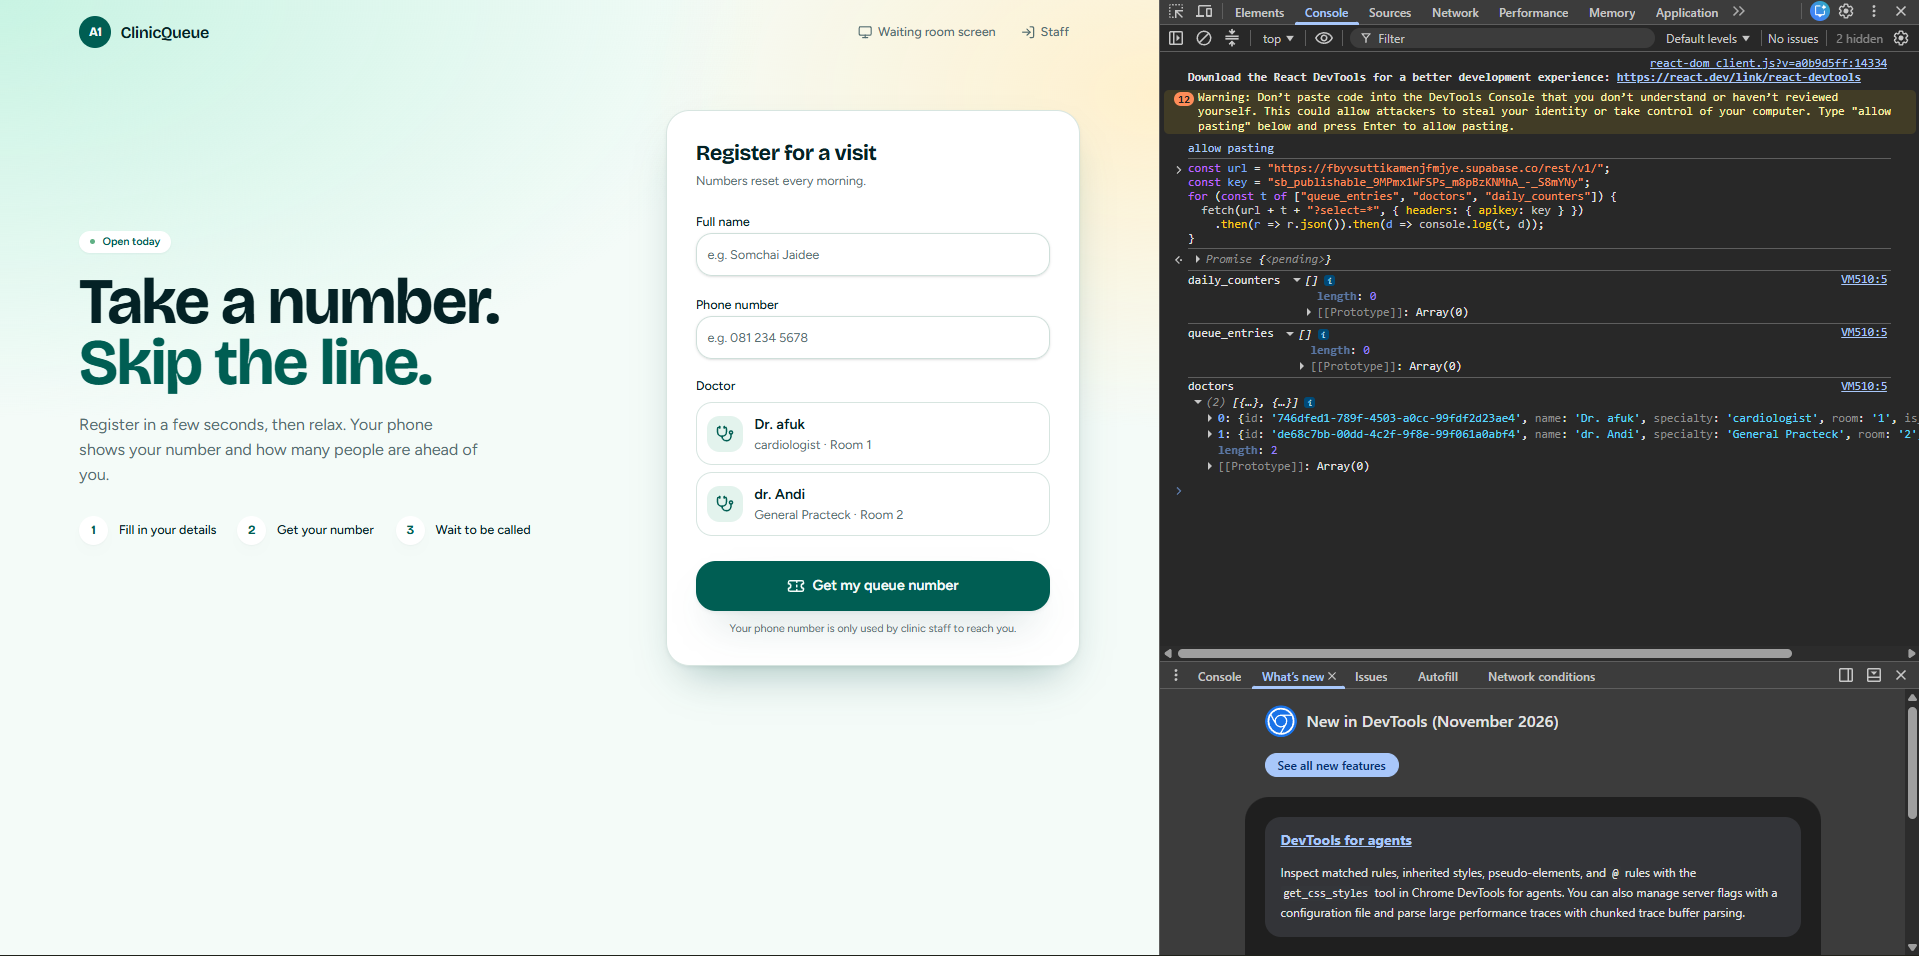 A1 ClinicQueue
Waiting room screen
Staff
Open today
Take a number.
Skip the line.
Register in a few seconds, then relax. Your phone
shows your number and how many people are ahead of
you.
1 Fill in your details 2 Get your number 3 Wait to be called
Register for a visit
Numbers reset every morning.
Full name
e.g. Somchai Jaidee
Phone number
e.g. 081 234 5678
Doctor
Dr. afuk
cardiologist · Room 1
dr. Andi
General Practeck · Room 2
Get my queue number
Your phone number is only used by clinic staff to reach you.
Elements Console Sources Network Performance Memory Application
top Filter Default levels No issues 2 hidden
react-dom_client.js?v=a0b9d5ff:14334
Download the React DevTools for a better development experience: https://react.dev/link/react-devtools
12 Warning: Don’t paste code into the DevTools Console that you don’t understand or haven’t reviewed
yourself. This could allow attackers to steal your identity or take control of your computer. Type "allow
pasting" below and press Enter to allow pasting.
allow pasting
const url = "https://fbyvsuttikamenjfmjye.supabase.co/rest/v1/";
const key = "sb_publishable_9MPmx1WFSPs_m8pBzKNMhA_-_S8mYNy";
for (const t of ["queue_entries", "doctors", "daily_counters"]) {
fetch(url + t + "?select=*", { headers: { apikey: key } })
.then(r => r.json()).then(d => console.log(t, d));
}
Promise {<pending>}
daily_counters [] i VM510:5
length: 0
[[Prototype]]: Array(0)
queue_entries [] i VM510:5
length: 0
[[Prototype]]: Array(0)
doctors VM510:5
(2) [{…}, {…}] i
0: {id: '746dfed1-789f-4503-a0cc-99fdf2d23ae4', name: 'Dr. afuk', specialty: 'cardiologist', room: '1', is_
1: {id: 'de68c7bb-00dd-4c2f-9f8e-99f061a0abf4', name: 'dr. Andi', specialty: 'General Practeck', room: '2'
length: 2
[[Prototype]]: Array(0)
Console What's new Issues Autofill Network conditions
New in DevTools (November 2026)
See all new features
DevTools for agents
Inspect matched rules, inherited styles, pseudo-elements, and @ rules with the
get_css_styles tool in Chrome DevTools for agents. You can also manage server flags with a
configuration file and parse large performance traces with chunked trace buffer parsing.